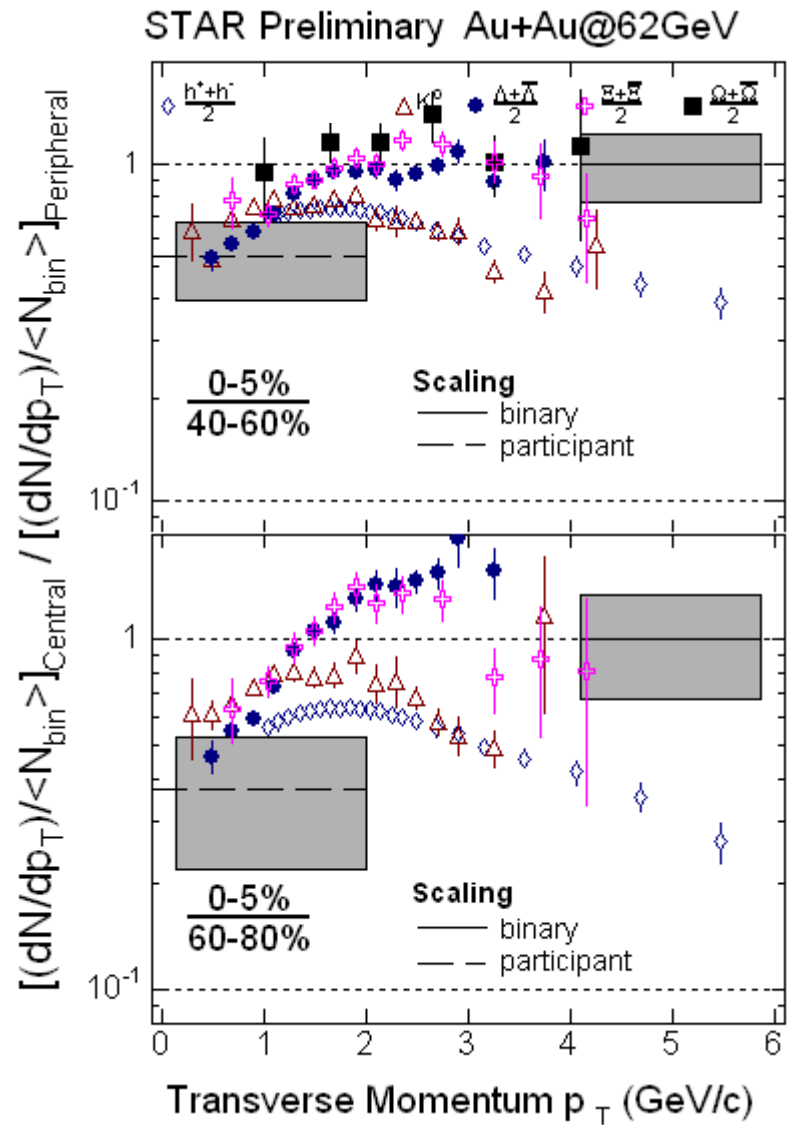 STAR Preliminary Au+Au@62GeV
[(dN/dp_T)/<N_bin>]_Central / [(dN/dp_T)/<N_bin>]_Peripheral
h⁺+h⁻/2 K⁰ Λ+Λ̅/2 Ξ+Ξ̅/2 Ω+Ω̅/2
1
0-5%
40-60%
Scaling
binary
participant
10⁻¹
1
0-5%
60-80%
Scaling
binary
participant
10⁻¹
0 1 2 3 4 5 6
Transverse Momentum p_T (GeV/c)